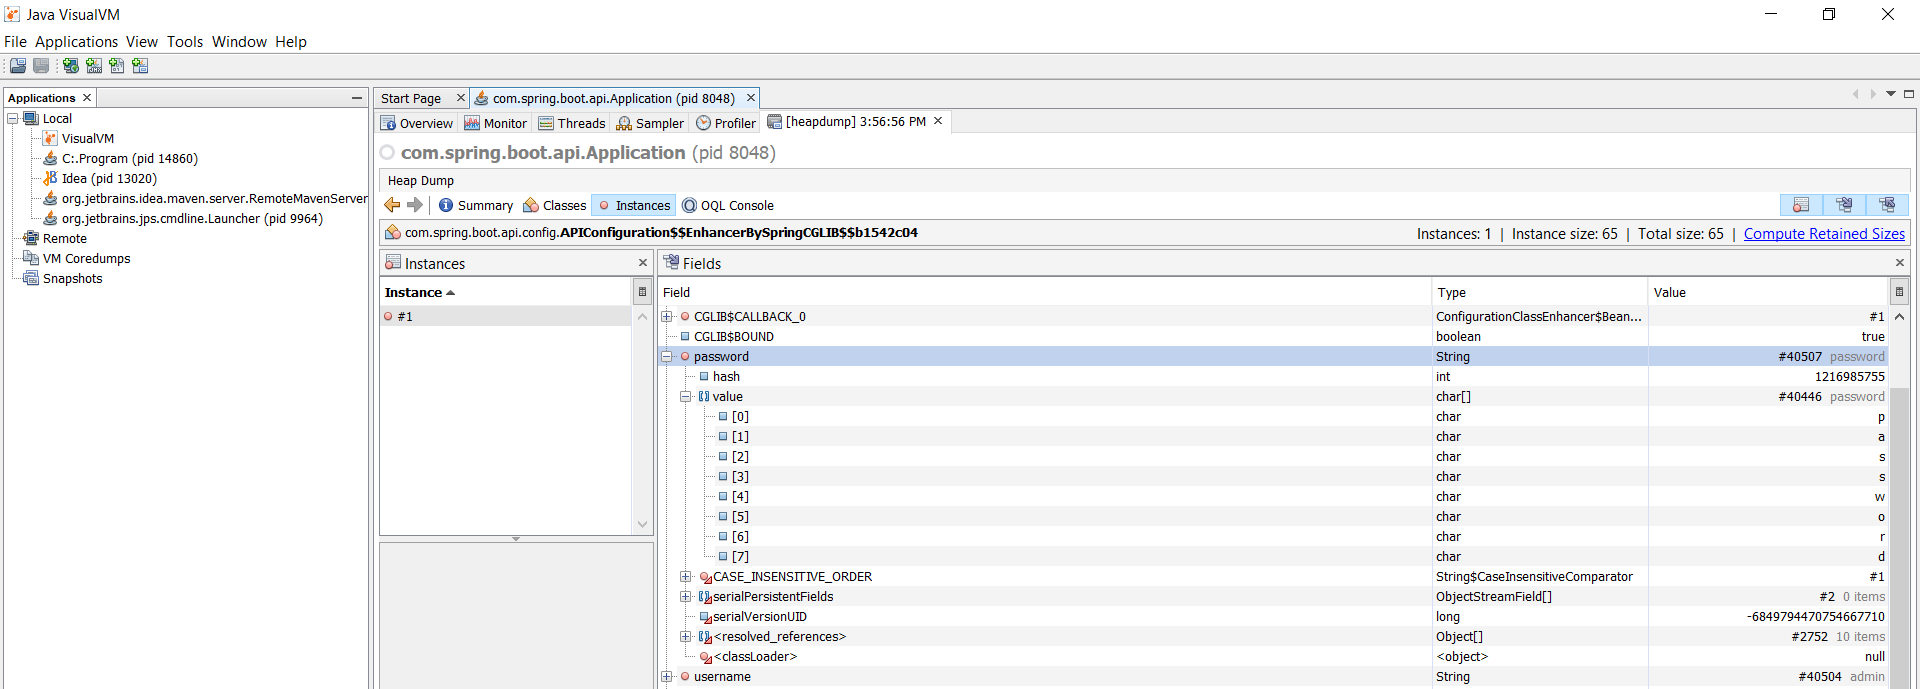 Java VisualVM
File Applications View Tools Window Help
Applications
Local
VisualVM
C:.Program (pid 14860)
Idea (pid 13020)
org.jetbrains.idea.maven.server.RemoteMavenServer
org.jetbrains.jps.cmdline.Launcher (pid 9964)
Remote
VM Coredumps
Snapshots
Start Page com.spring.boot.api.Application (pid 8048)
Overview Monitor Threads Sampler Profiler [heapdump] 3:56:56 PM
com.spring.boot.api.Application (pid 8048)
Heap Dump
Summary Classes Instances OQL Console
com.spring.boot.api.config.APIConfiguration$$EnhancerBySpringCGLIB$$b1542c04 Instances: 1 | Instance size: 65 | Total size: 65 | Compute Retained Sizes
Instances
Instance
#1
Fields
Field Type Value
CGLIB$CALLBACK_0 ConfigurationClassEnhancer$Bean... #1
CGLIB$BOUND boolean true
password String #40507 password
hash int 1216985755
value char[] #40446 password
[0] char p
[1] char a
[2] char s
[3] char s
[4] char w
[5] char o
[6] char r
[7] char d
CASE_INSENSITIVE_ORDER String$CaseInsensitiveComparator #1
serialPersistentFields ObjectStreamField[] #2 0 items
serialVersionUID long -6849794470754667710
<resolved_references> Object[] #2752 10 items
<classLoader> <object> null
username String #40504 admin